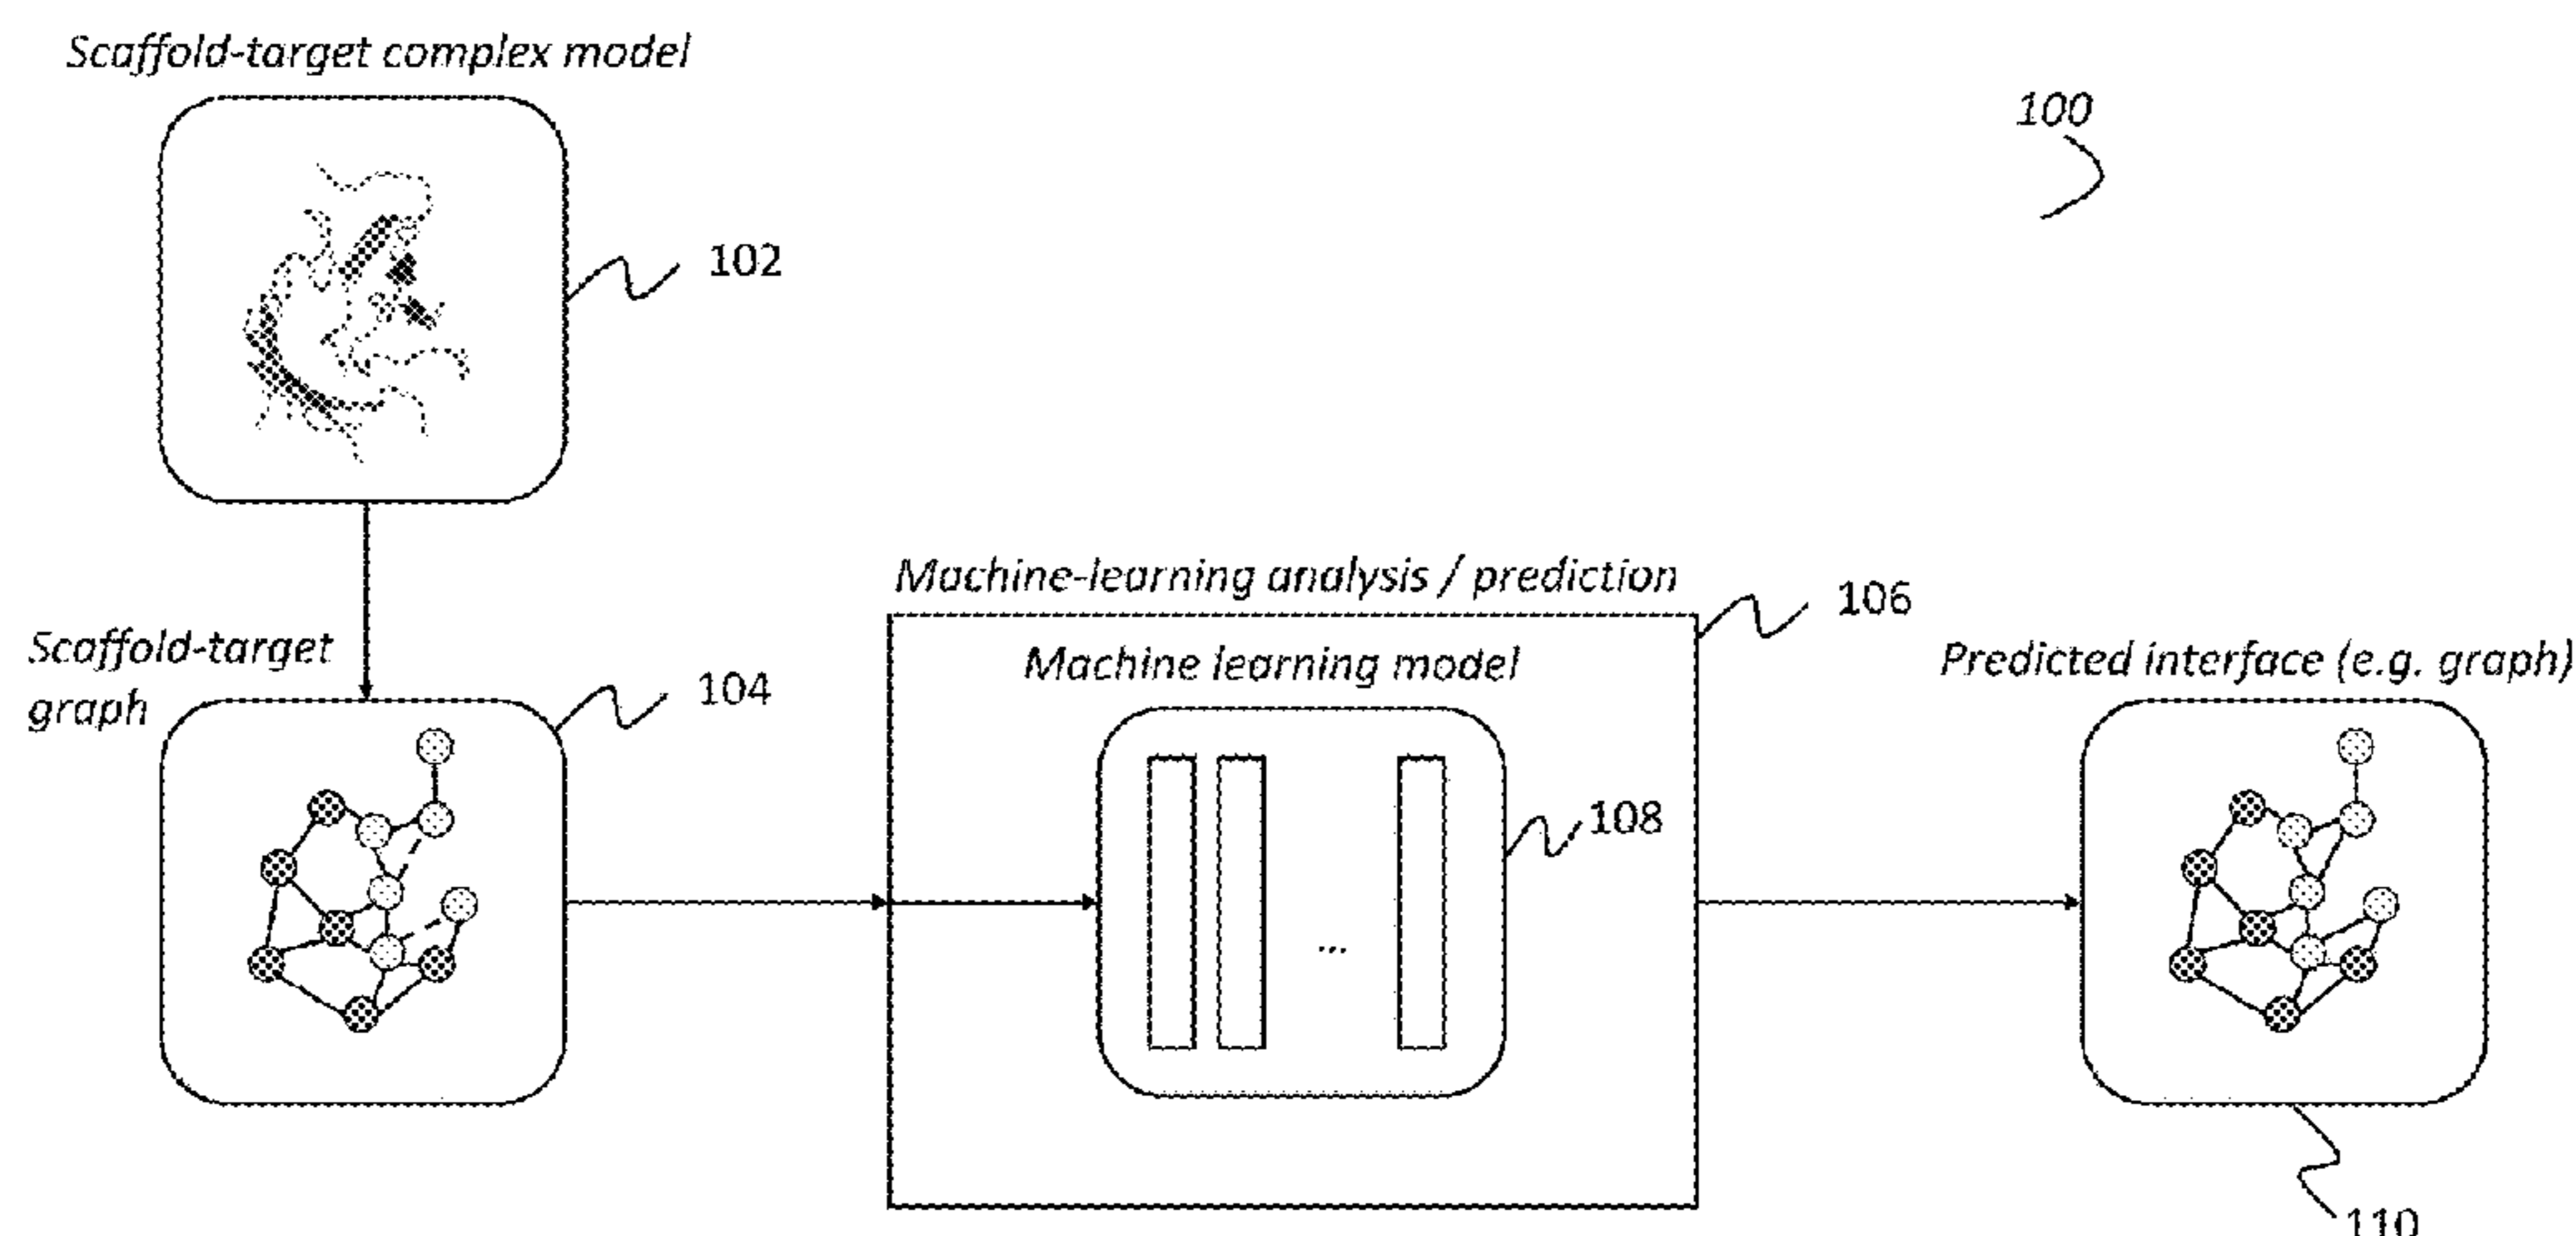 Scaffold-target complex model
100
102
Machine-learning analysis / prediction
106
Scaffold-target
graph
104
Machine learning model
Predicted interface (e.g. graph)
108
...
110